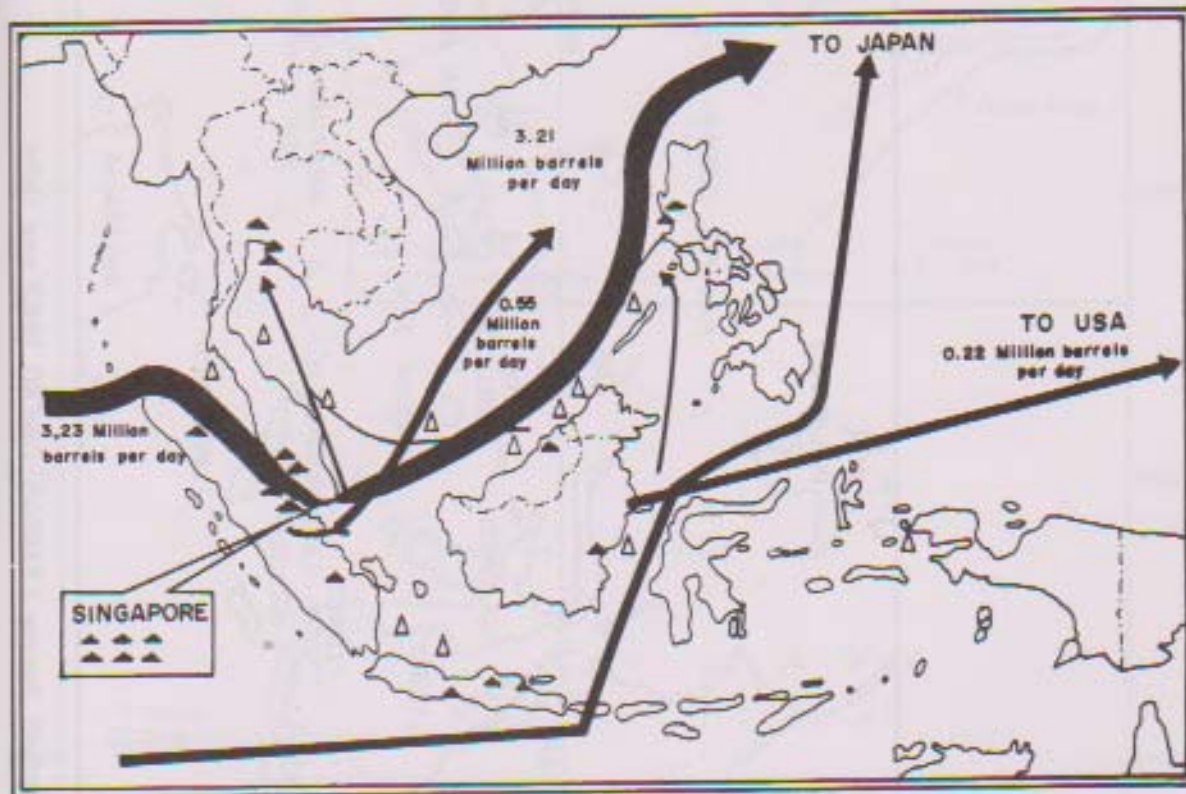 TO JAPAN
3.21
Million barrels
per day
0.55
Million
barrels
per day
TO USA
0.22 Million barrels
per day
3,23 Million
barrels per day
SINGAPORE